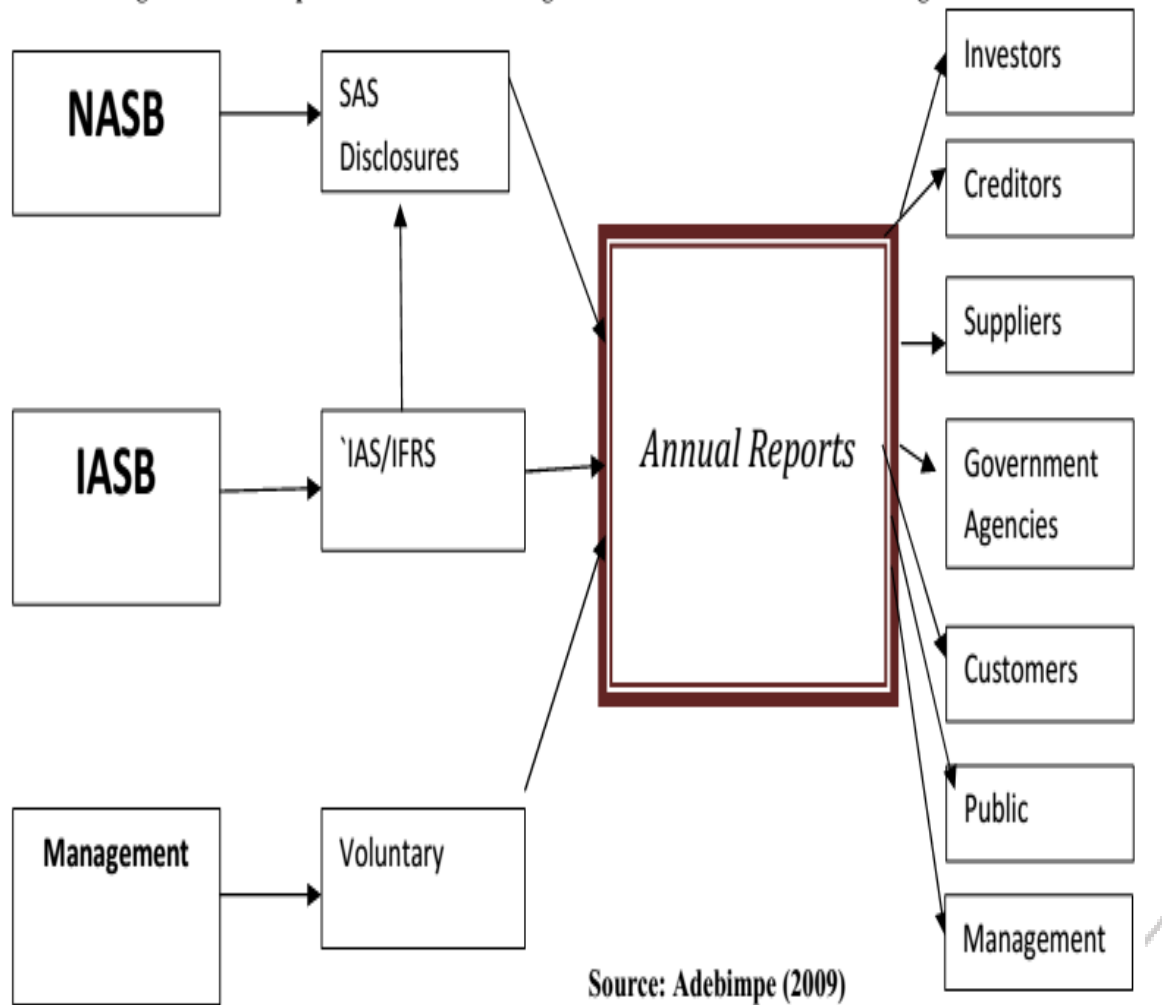 NASB
SAS
Disclosures
IASB
`IAS/IFRS
Management
Voluntary
Annual Reports
Investors
Creditors
Suppliers
Government
Agencies
Customers
Public
Management
Source: Adebimpe (2009)